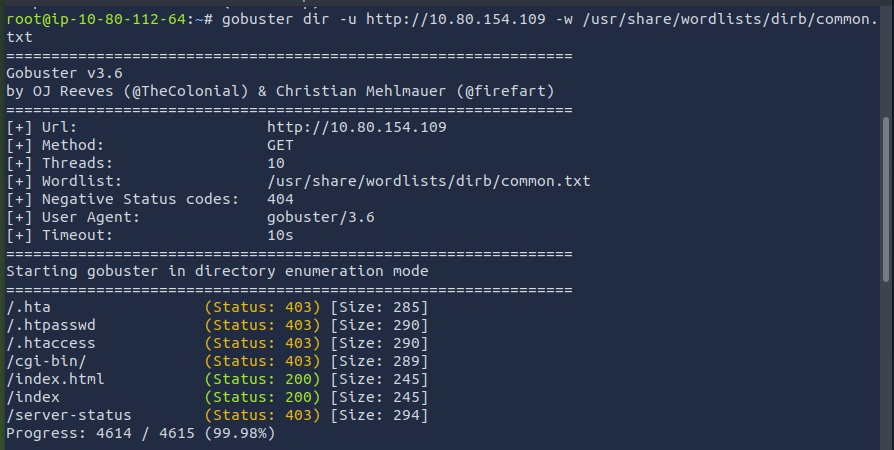 root@ip-10-80-112-64:~# gobuster dir -u http://10.80.154.109 -w /usr/share/wordlists/dirb/common.
txt
===============================================================
Gobuster v3.6
by OJ Reeves (@TheColonial) & Christian Mehlmauer (@firefart)
===============================================================
[+] Url:                     http://10.80.154.109
[+] Method:                  GET
[+] Threads:                 10
[+] Wordlist:                /usr/share/wordlists/dirb/common.txt
[+] Negative Status codes:   404
[+] User Agent:              gobuster/3.6
[+] Timeout:                 10s
===============================================================
Starting gobuster in directory enumeration mode
===============================================================
/.hta                 (Status: 403) [Size: 285]
/.htpasswd            (Status: 403) [Size: 290]
/.htaccess            (Status: 403) [Size: 290]
/cgi-bin/             (Status: 403) [Size: 289]
/index.html           (Status: 200) [Size: 245]
/index                (Status: 200) [Size: 245]
/server-status        (Status: 403) [Size: 294]
Progress: 4614 / 4615 (99.98%)